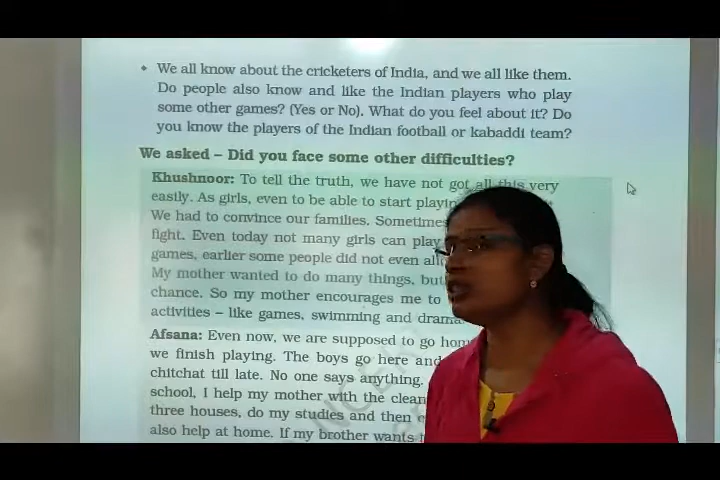 • We all know about the cricketers of India, and we all like them.
Do people also know and like the Indian players who play
some other games? (Yes or No). What do you feel about it? Do
you know the players of the Indian football or kabaddi team?
We asked – Did you face some other difficulties?
Khushnoor: To tell the truth, we have not got all this very
easily. As girls, even to be able to start
We had to convince our families. Sometimes
fight. Even today not many girls can play
games, earlier some people did not even
My mother wanted to do many things,
chance. So my mother encourages me to
activities – like games, swimming and
Afsana: Even now, we are supposed to go
we finish playing. The boys go here and
chitchat till late. No one says anything.
school, I help my mother with the
three houses, do my studies and then
also help at home. If my brother wants
NCERT